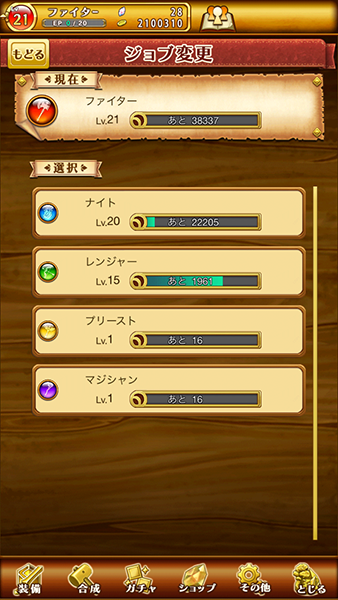 21 ファイター 28
EP 0/20 2100310
もどる ジョブ変更
現在
ファイター
Lv.21 あと 38337
選択
ナイト
Lv.20 あと 22205
レンジャー
Lv.15 あと 1961
プリースト
Lv.1 あと 16
マジシャン
Lv.1 あと 16
装備 合成 ガチャ ショップ その他 とじる